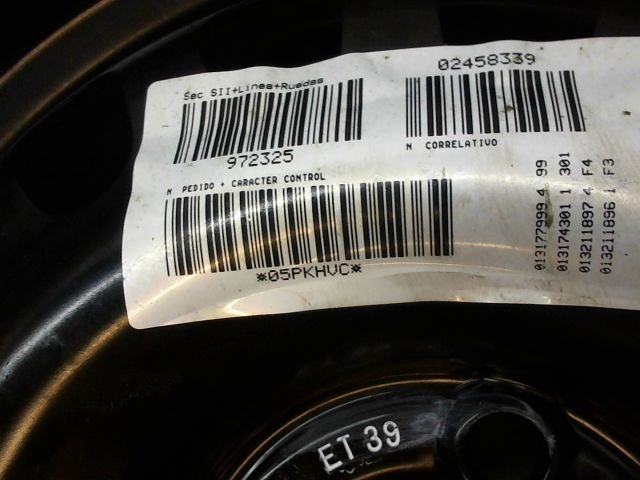 Sec SII+Linea+Ruedas
02458339
972325
N CORRELATIVO
N PEDIDO + CARACTER CONTROL
*05PKHVC*
013177999 4 99
013174301 1 301
013211897 4 F4
013211896 1 F3
ET 39